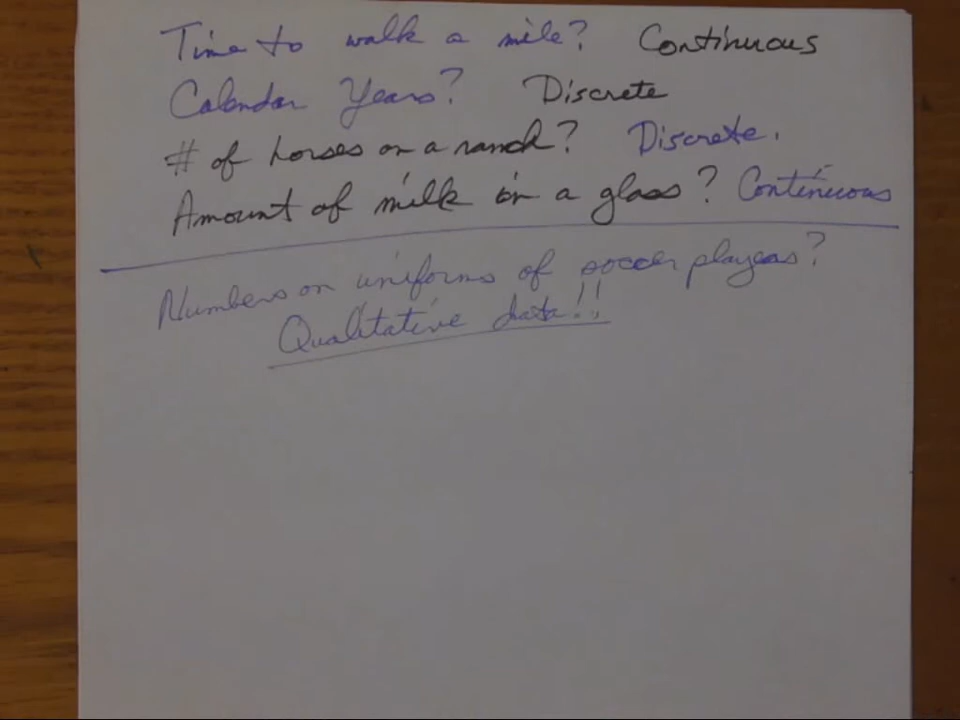 Time to walk a mile? Continuous
Calendar Years? Discrete
# of horses on a ranch? Discrete.
Amount of milk in a glass? Continuous
Numbers on uniforms of soccer players?
Qualitative data!!